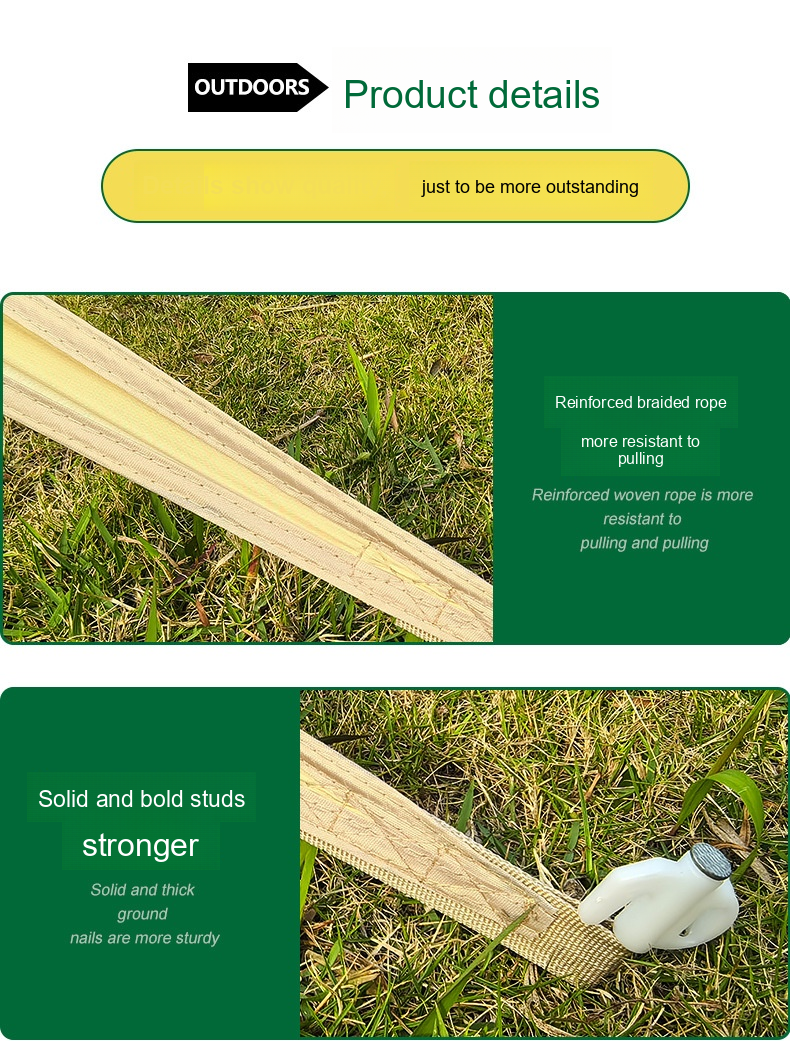 OUTDOORS
Product details
just to be more outstanding
Reinforced braided rope
more resistant to
pulling
Reinforced woven rope is more
resistant to
pulling and pulling
Solid and bold studs
stronger
Solid and thick
ground
nails are more sturdy